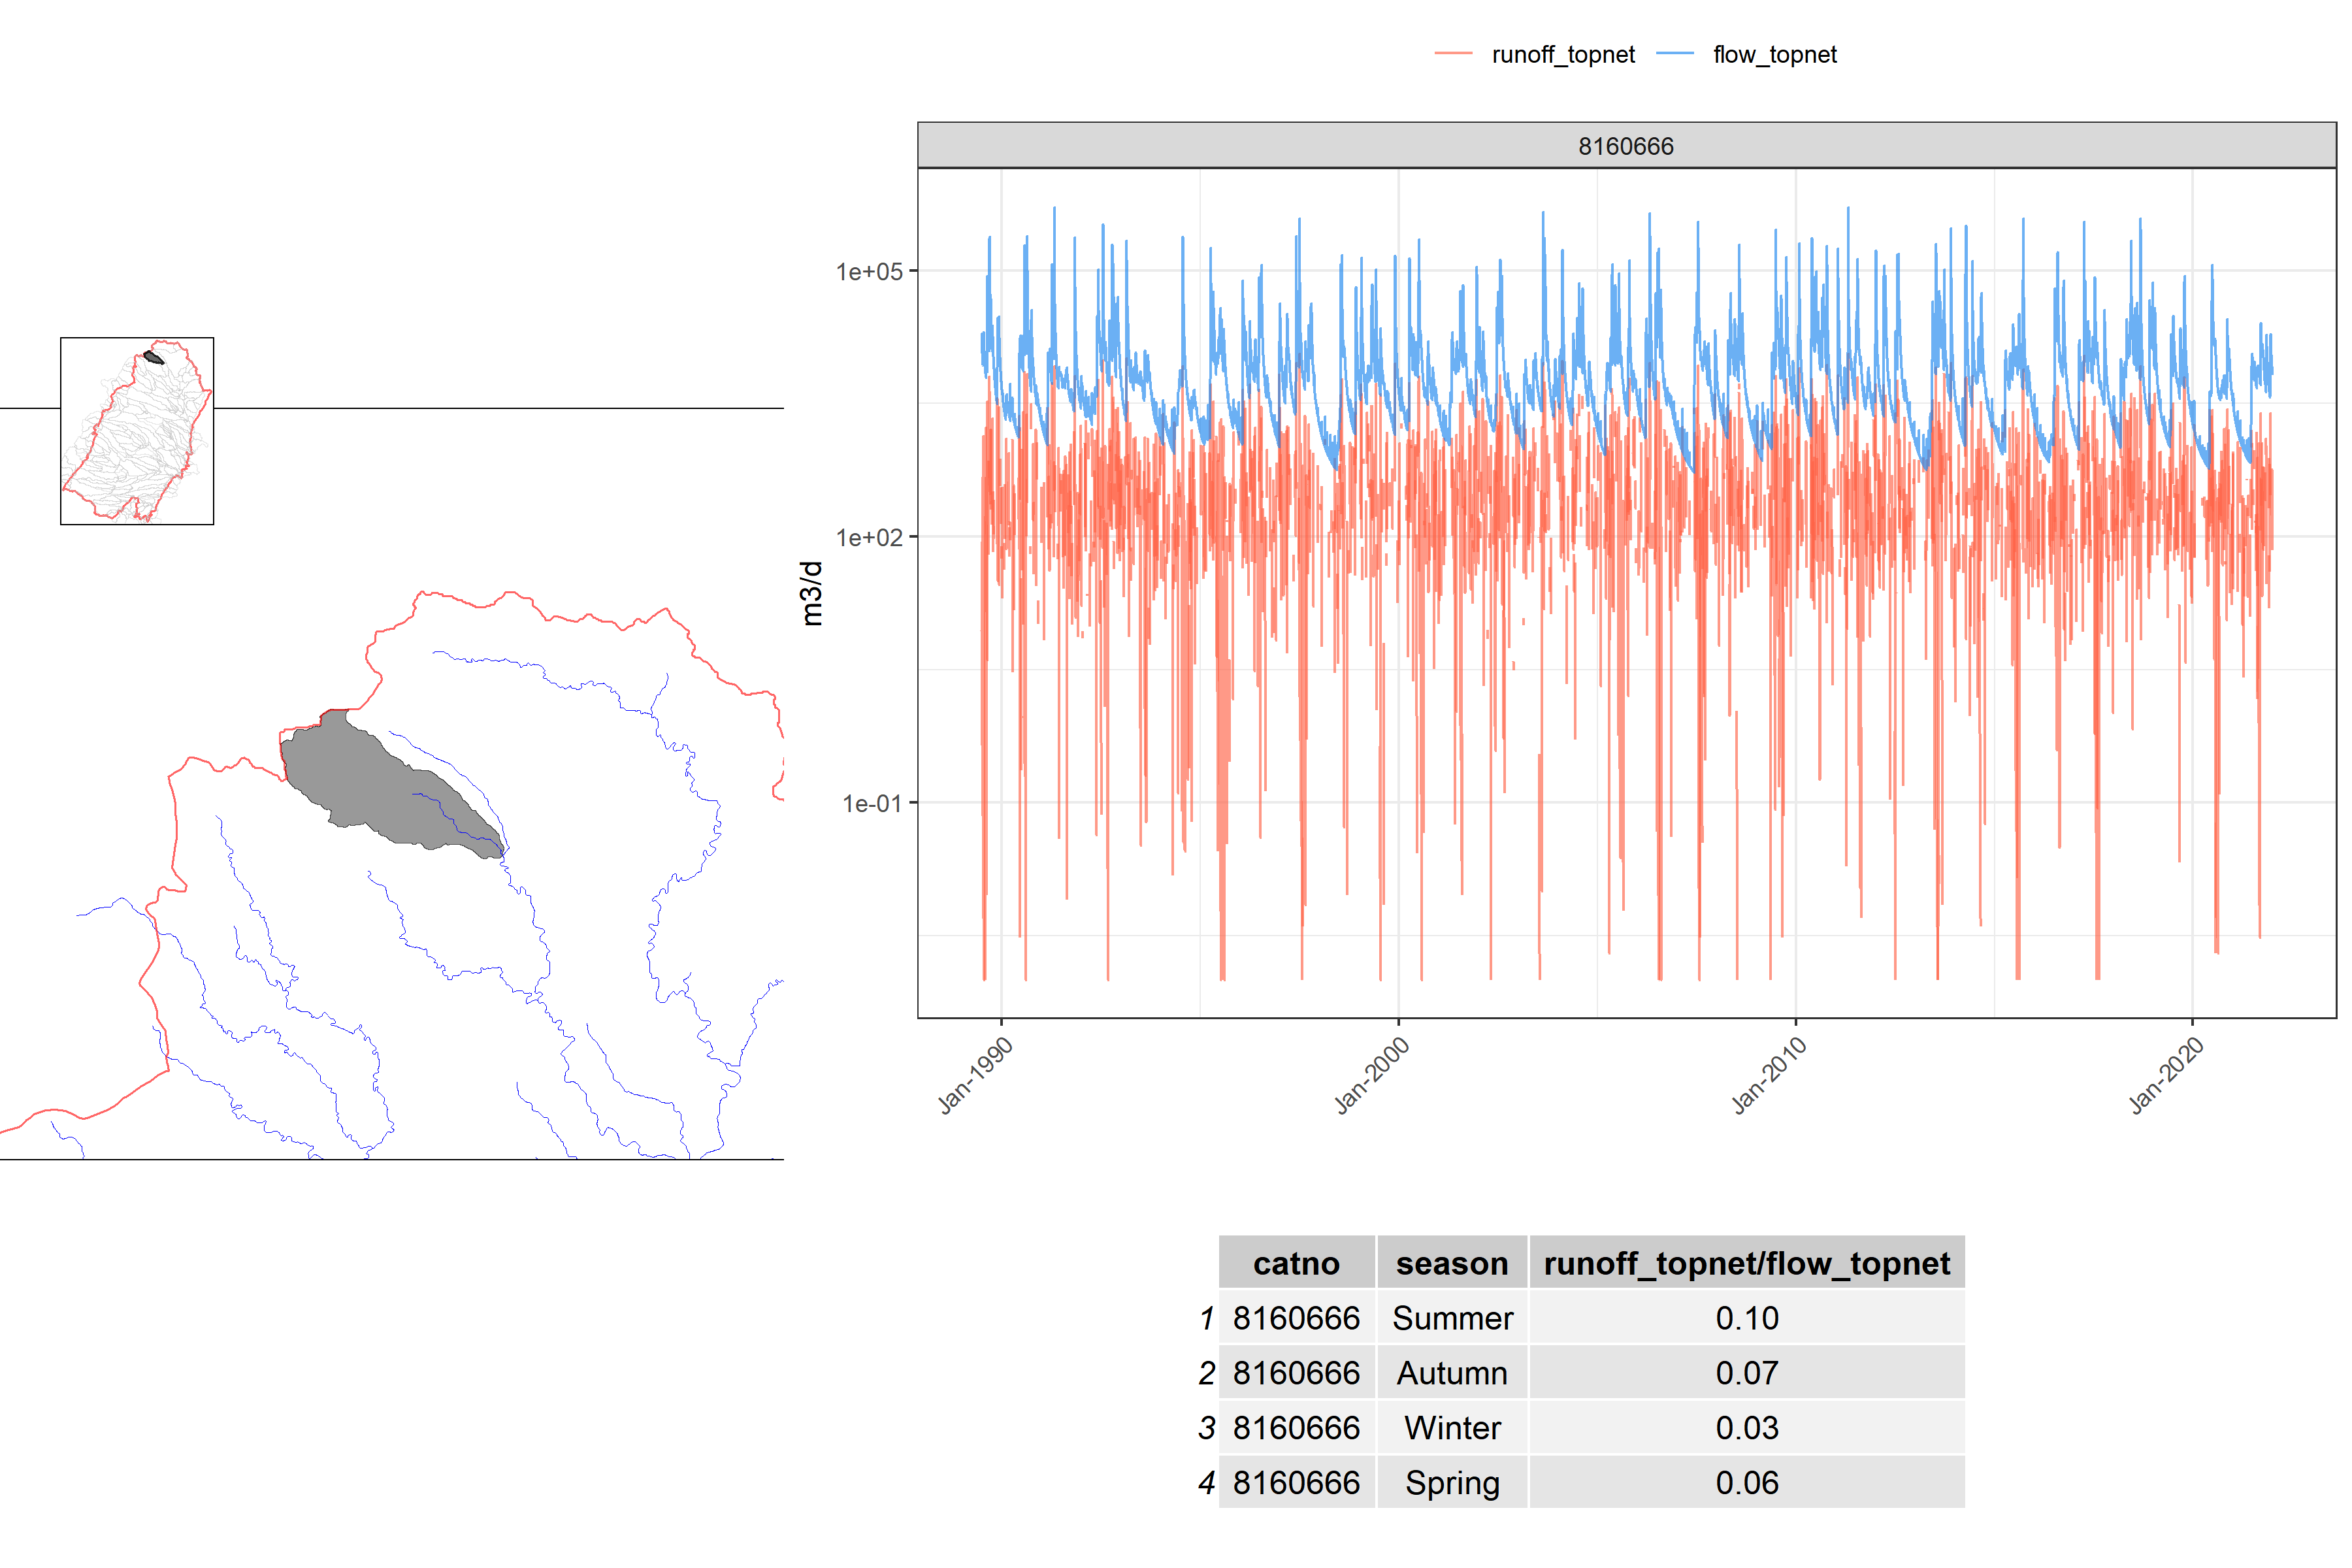 runoff_topnet flow_topnet
8160666
1e+05
1e+02
1e-01
m3/d
Jan-1990 Jan-2000 Jan-2010 Jan-2020
catno season runoff_topnet/flow_topnet
1 8160666 Summer 0.10
2 8160666 Autumn 0.07
3 8160666 Winter 0.03
4 8160666 Spring 0.06